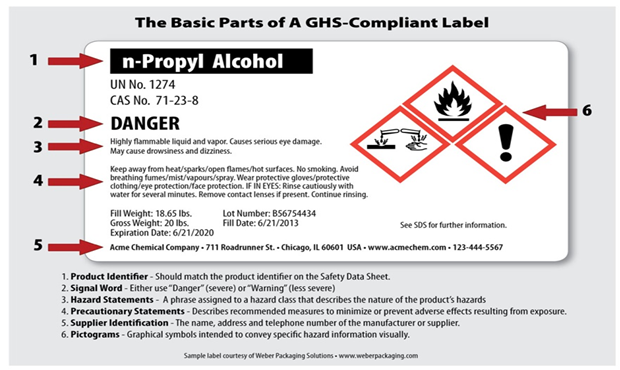 The Basic Parts of A GHS-Compliant Label
1
n-Propyl Alcohol
UN No. 1274
CAS No. 71-23-8
2
DANGER
3
Highly flammable liquid and vapor. Causes serious eye damage.
May cause drowsiness and dizziness.
4
Keep away from heat/sparks/open flames/hot surfaces. No smoking. Avoid
breathing fumes/mist/vapours/spray. Wear protective gloves/protective
clothing/eye protection/face protection. IF IN EYES: Rinse cautiously with
water for several minutes. Remove contact lenses if present. Continue rinsing.
6
Fill Weight: 18.65 lbs. Lot Number: B56754434
Gross Weight: 20 lbs. Fill Date: 6/21/2013
Expiration Date: 6/21/2020
See SDS for further information.
5
Acme Chemical Company • 711 Roadrunner St. • Chicago, IL 60601 USA • www.acmechem.com • 123-444-5567
1. Product Identifier - Should match the product identifier on the Safety Data Sheet.
2. Signal Word - Either use "Danger" (severe) or "Warning" (less severe)
3. Hazard Statements - A phrase assigned to a hazard class that describes the nature of the product's hazards
4. Precautionary Statements - Describes recommended measures to minimize or prevent adverse effects resulting from exposure.
5. Supplier Identification - The name, address and telephone number of the manufacturer or supplier.
6. Pictograms - Graphical symbols intended to convey specific hazard information visually.
Sample label courtesy of Weber Packaging Solutions • www.weberpackaging.com